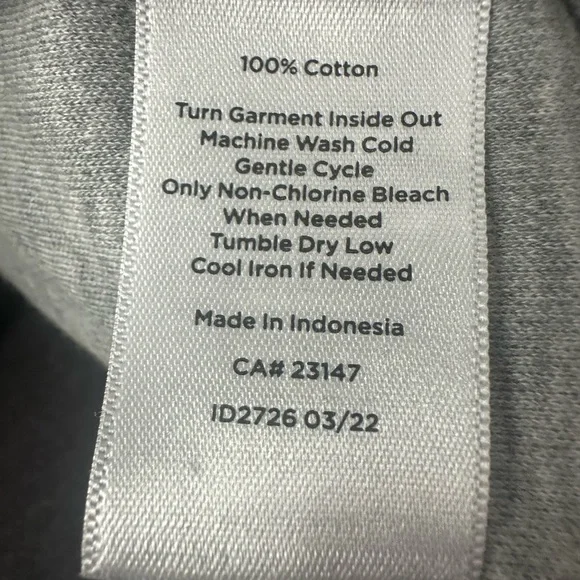 100% Cotton
Turn Garment Inside Out
Machine Wash Cold
Gentle Cycle
Only Non-Chlorine Bleach
When Needed
Tumble Dry Low
Cool Iron If Needed
Made In Indonesia
CA# 23147
ID2726 03/22